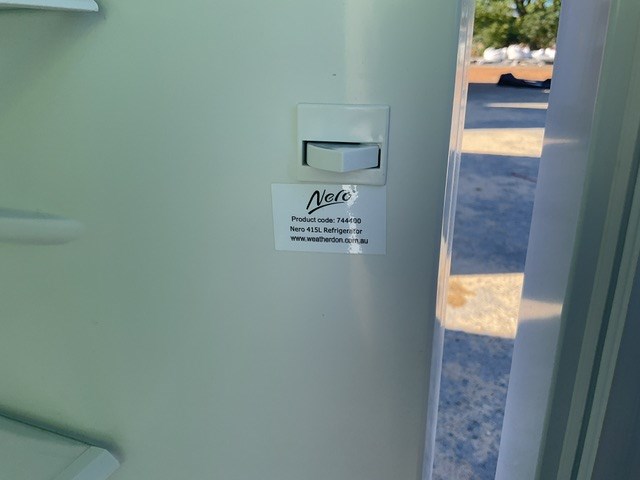 Nero
Product code: 744400
Nero 415L Refrigerator
www.weatherdon.com.au